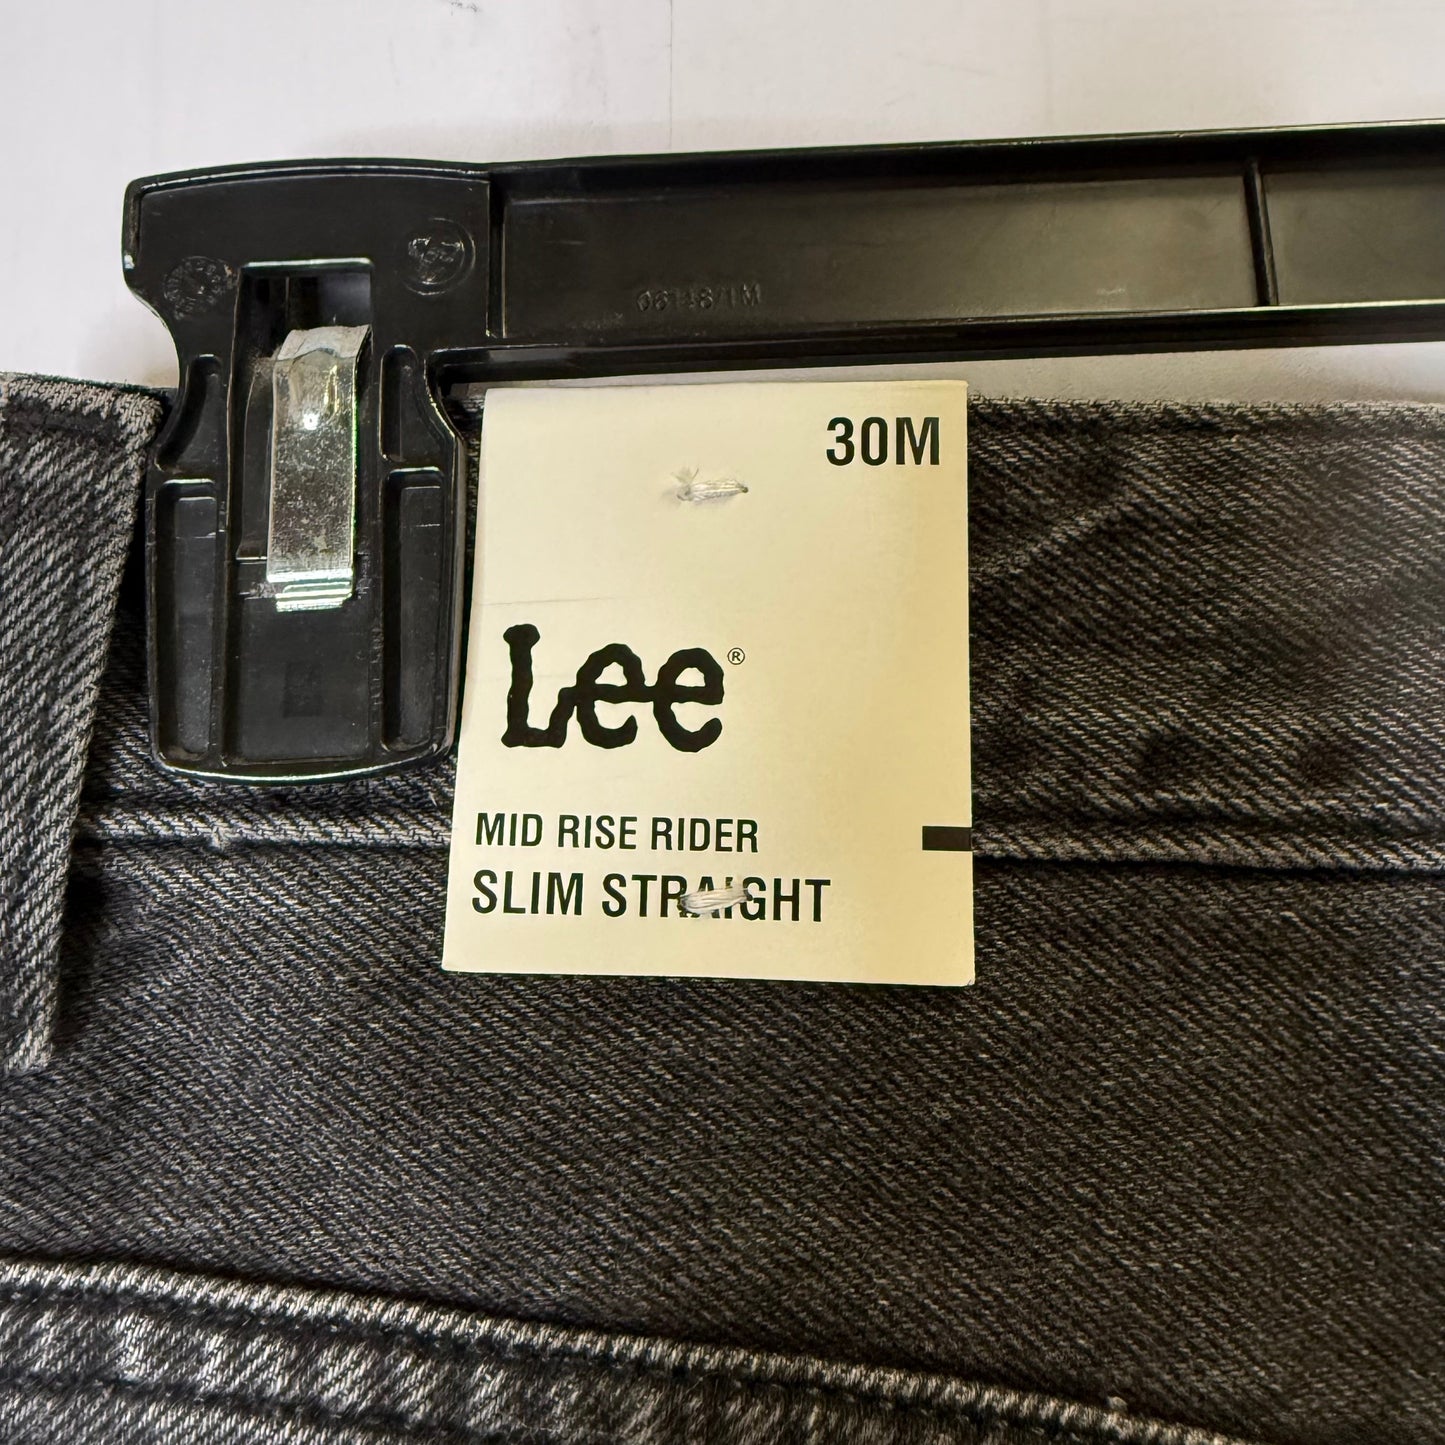 30M
Lee®
MID RISE RIDER
SLIM STRAIGHT